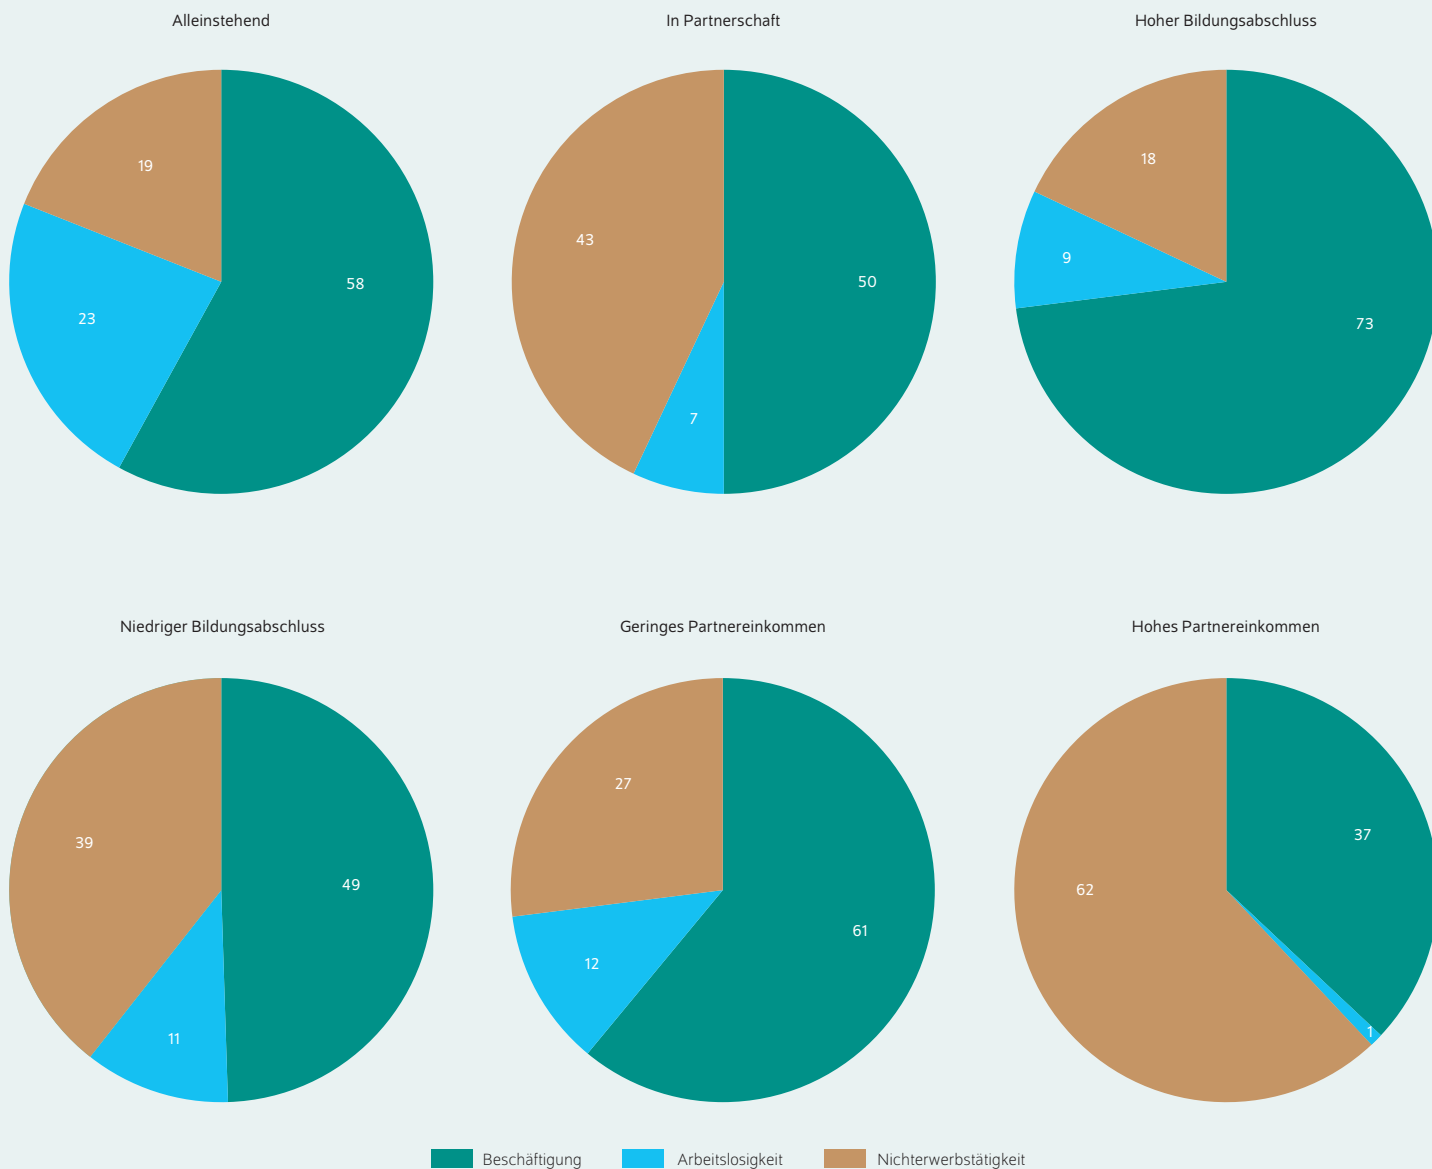 Alleinstehend
In Partnerschaft
Hoher Bildungsabschluss
19
58
23
43
50
7
18
9
73
Niedriger Bildungsabschluss
Geringes Partnereinkommen
Hohes Partnereinkommen
39
49
11
27
61
12
37
62
1
Beschäftigung
Arbeitslosigkeit
Nichterwerbstätigkeit